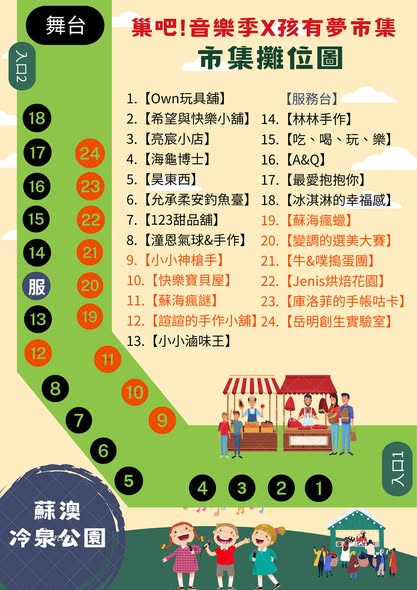 舞台
巢吧!音樂季X孩有夢市集
市集攤位圖
入口2
1.【Own玩具舖】
2.【希望與快樂小舖】
3.【亮宸小店】
4.【海龜博士】
5.【昊東西】
6.【允承柔安釣魚臺】
7.【123甜品舖】
8.【潼恩氣球&手作】
9.【小小神槍手】
10.【快樂寶貝屋】
11.【蘇海瘋謎】
12.【諠諠的手作小舖】
13.【小小滷味王】
【服務台】
14.【林林手作】
15.【吃、喝、玩、樂】
16.【A&Q】
17.【最愛抱抱你】
18.【冰淇淋的幸福感】
19.【蘇海瘋蠟】
20.【變調的選美大賽】
21.【牛&噗搗蛋團】
22.【Jenis烘焙花園】
23.【庫洛菲的手帳咕卡】
24.【岳明創生實驗室】
18
17
24
16
23
15
22
14
21
服
20
13
19
12
11
8
10
7
9
6
5
4
3
2
1
入口1
蘇澳
冷泉公園